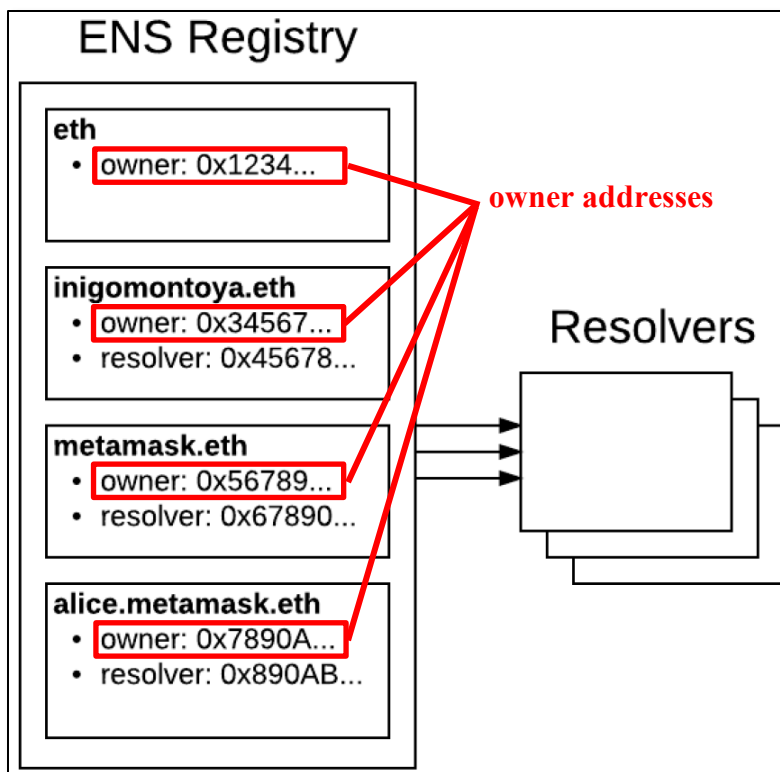 ENS Registry
eth
• owner: 0x1234...
owner addresses
inigomontoya.eth
• owner: 0x34567...
• resolver: 0x45678...
Resolvers
metamask.eth
• owner: 0x56789...
• resolver: 0x67890...
alice.metamask.eth
• owner: 0x7890A...
• resolver: 0x890AB...